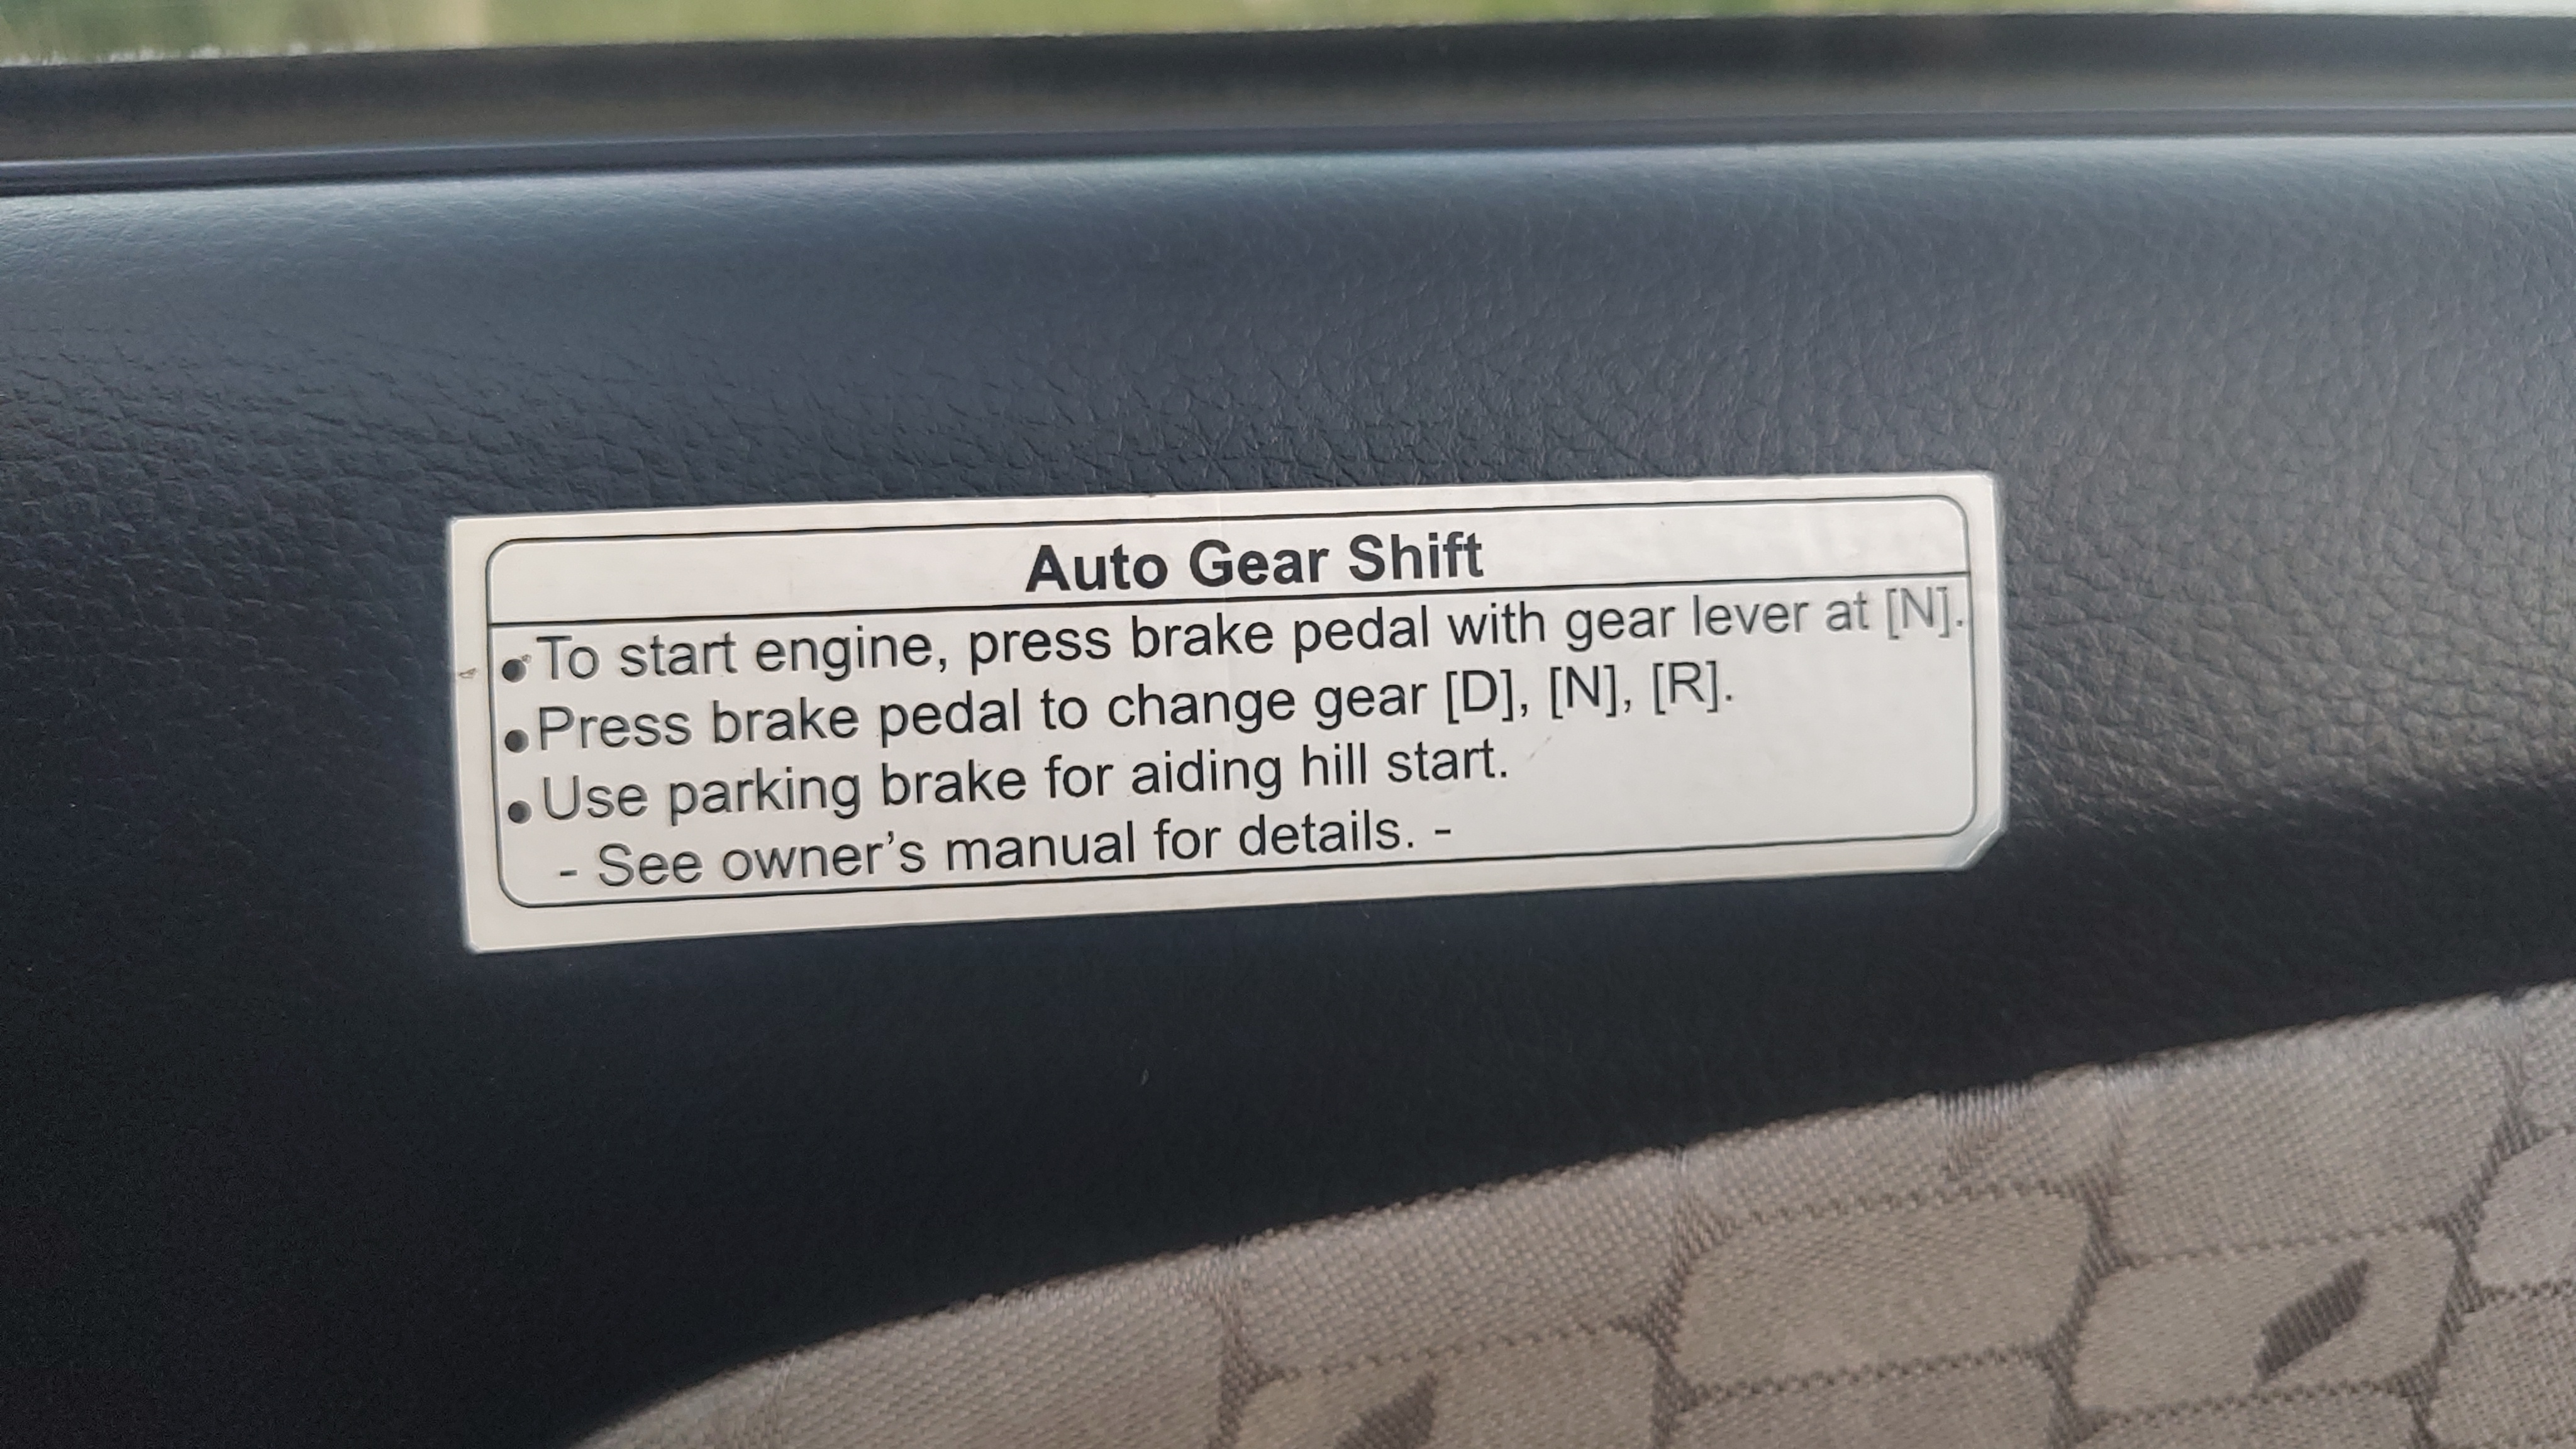 Auto Gear Shift
•To start engine, press brake pedal with gear lever at [N].
•Press brake pedal to change gear [D], [N], [R].
•Use parking brake for aiding hill start.
- See owner's manual for details. -